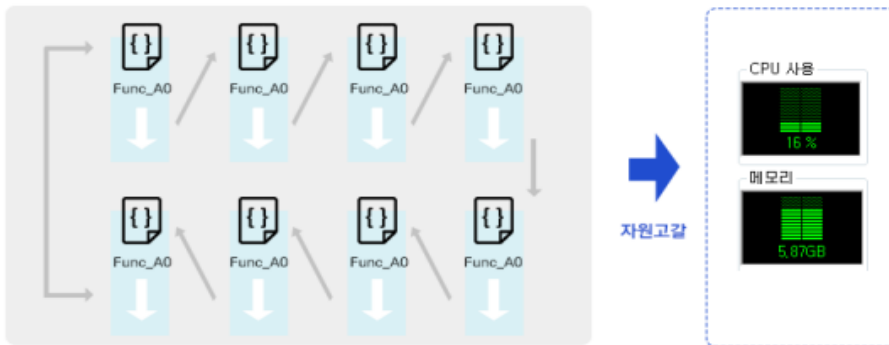 Func_A0
Func_A0
Func_A0
Func_A0
Func_A0
Func_A0
Func_A0
Func_A0
자원고갈
CPU 사용
16 %
메모리
5,87GB